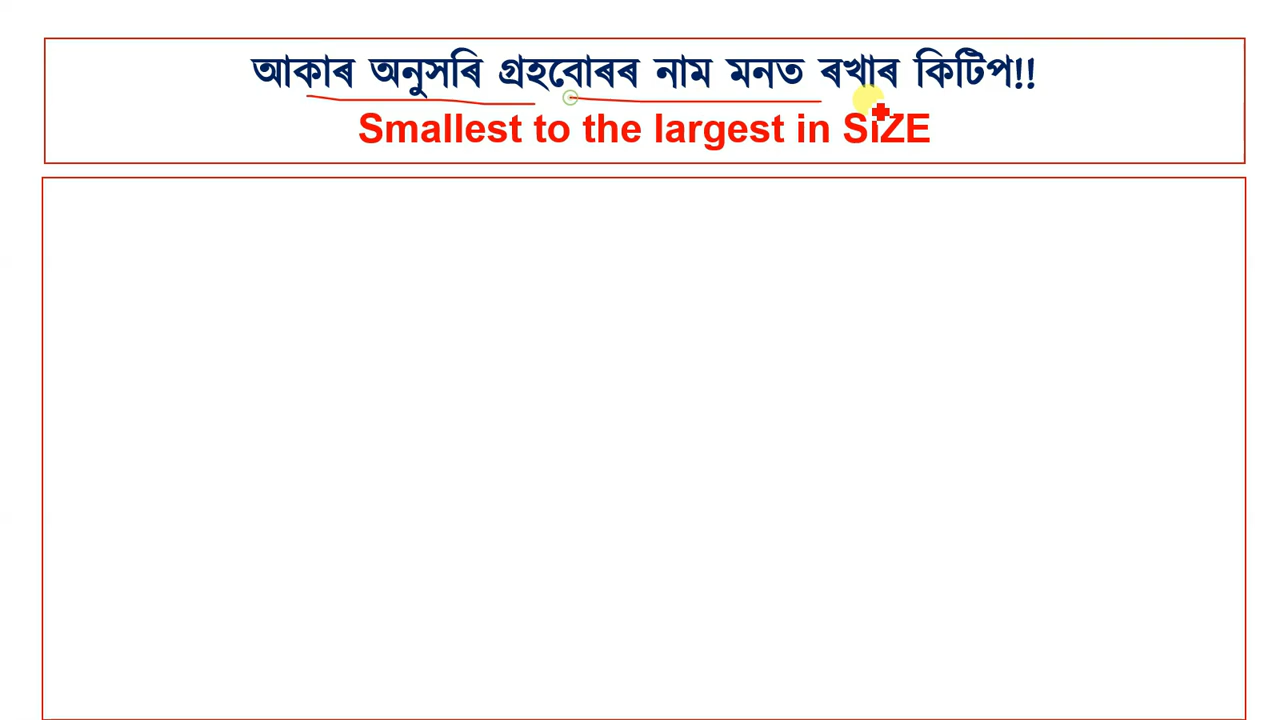 আকাৰ অনুসৰি গ্ৰহবোৰৰ নাম মনত ৰখাৰ কিটিপ!!
Smallest to the largest in SiZE